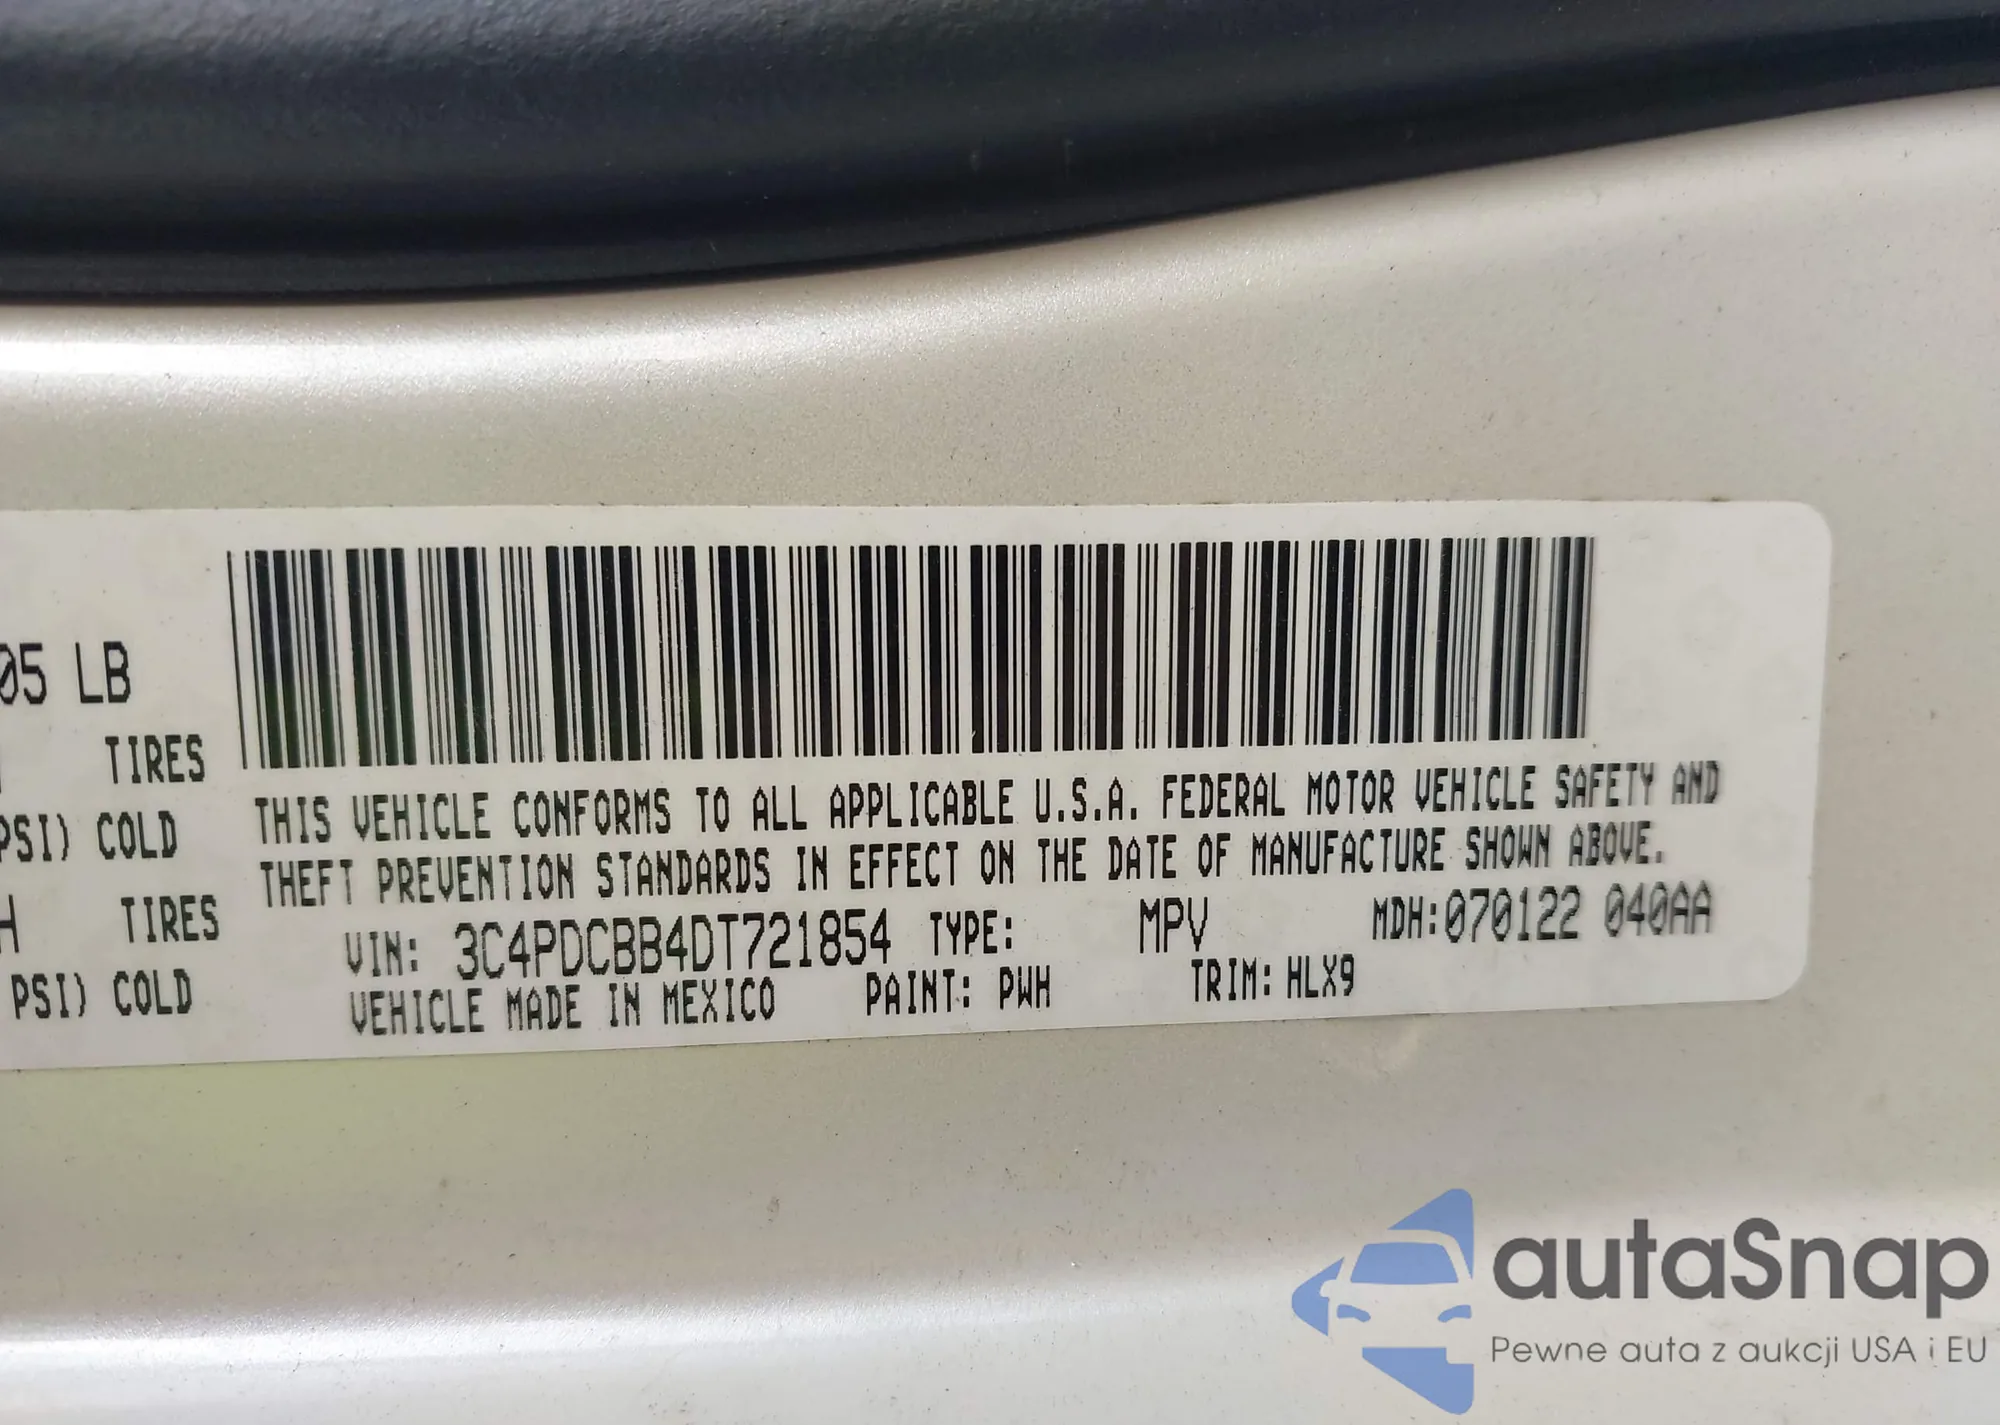 05 LB
TIRES
PSI) COLD
H TIRES
PSI) COLD
THIS VEHICLE CONFORMS TO ALL APPLICABLE U.S.A. FEDERAL MOTOR VEHICLE SAFETY AND
THEFT PREVENTION STANDARDS IN EFFECT ON THE DATE OF MANUFACTURE SHOWN ABOVE.
VIN: 3C4PDCBB4DT721854 TYPE: MPV MDH:070122 040AA
VEHICLE MADE IN MEXICO PAINT: PWH TRIM: HLX9
autaSnap
Pewne auta z aukcji USA i EU